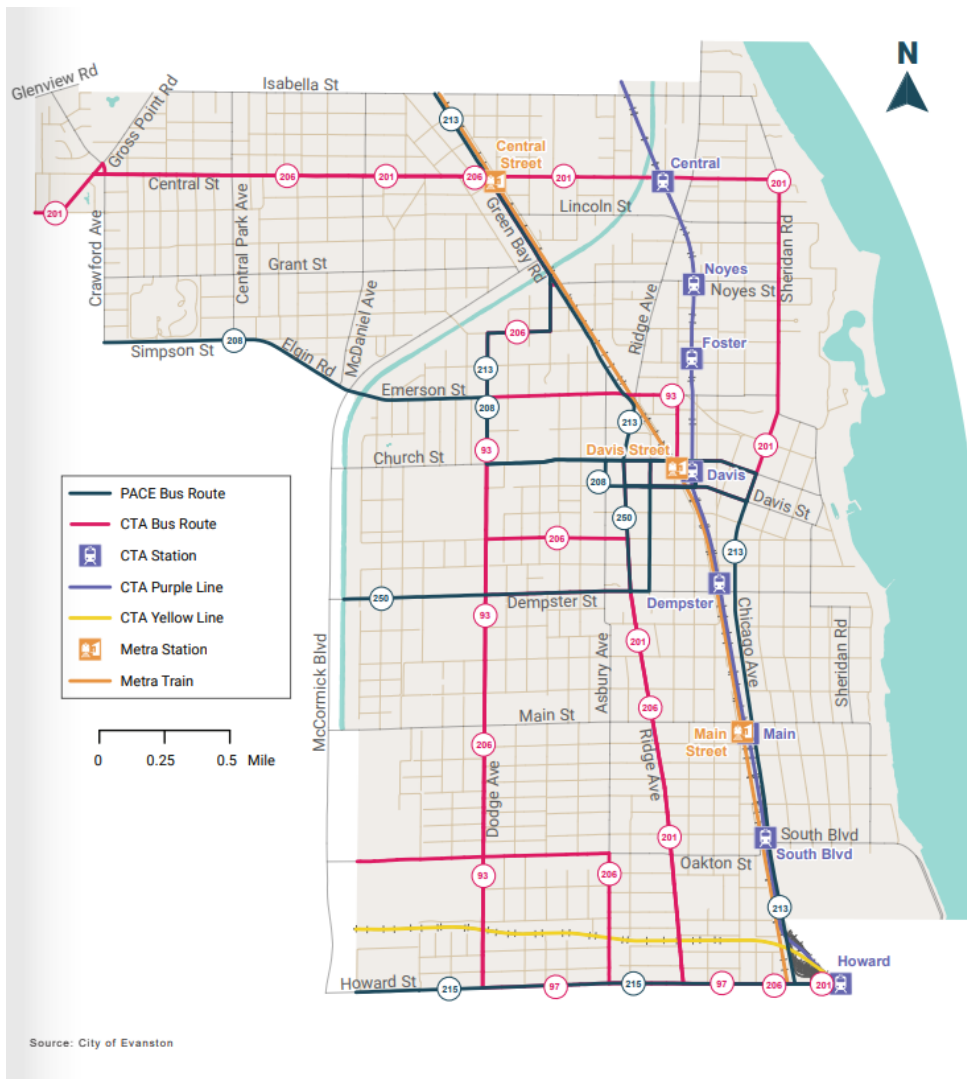 N
Glenview Rd
Gross Point Rd
Isabella St
213
Central
Street
Central
Central St
206
201
206
201
201
201
Lincoln St
Crawford Ave
Central Park Ave
Green Bay Rd
Sheridan Rd
Grant St
Noyes
Noyes St
McDaniel Ave
Ridge Ave
206
Simpson St
208
Elgin Rd
Foster
213
Emerson St
93
208
213
93
Davis Street
201
Church St
Davis
208
Davis St
250
206
213
PACE Bus Route
CTA Bus Route
CTA Station
CTA Purple Line
CTA Yellow Line
Metra Station
Metra Train
250
Dempster St
Dempster
93
Chicago Ave
201
Asbury Ave
Sheridan Rd
McCormick Blvd
206
Main St
Main
Street
Main
0 0.25 0.5 Mile
206
Dodge Ave
Ridge Ave
201
South Blvd
South Blvd
Oakton St
93
206
213
Howard
Howard St
215
97
215
97
206
201
Source: City of Evanston